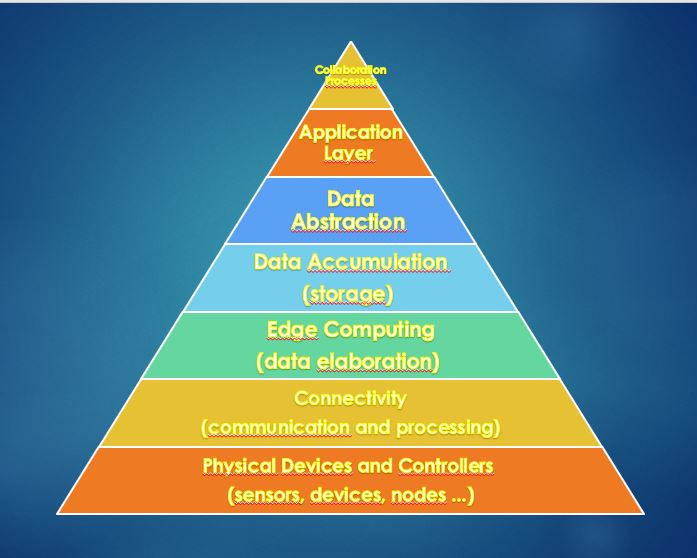 Collaboration
Processes
Application
Layer
Data
Abstraction
Data Accumulation
(storage)
Edge Computing
(data elaboration)
Connectivity
(communication and processing)
Physical Devices and Controllers
(sensors, devices, nodes ...)